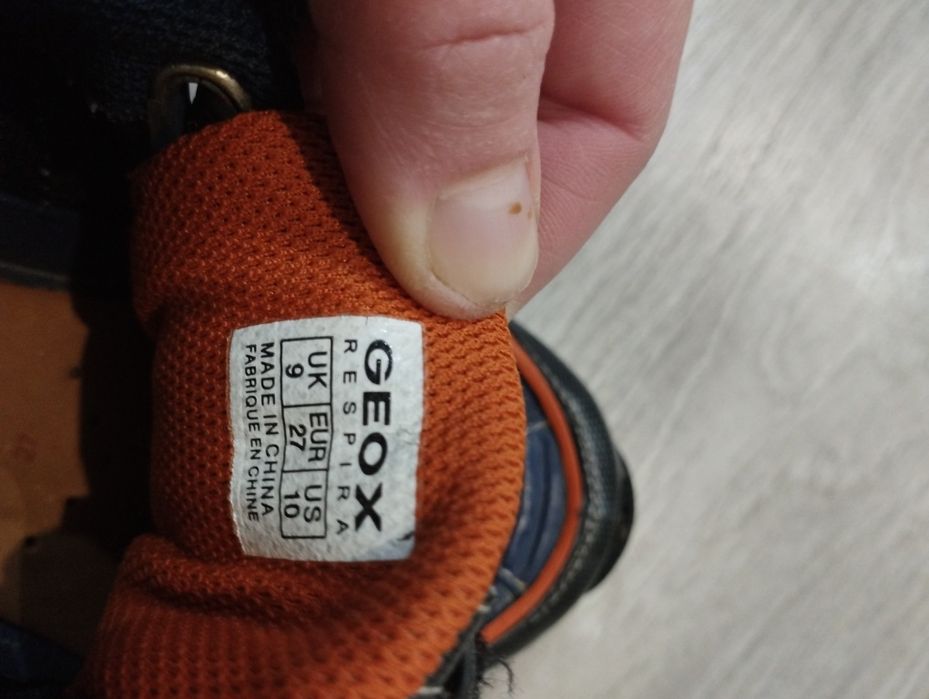 GEOX
RESPIRA
UK EUR US
9 27 10
MADE IN CHINA
FABRIQUE EN CHINE